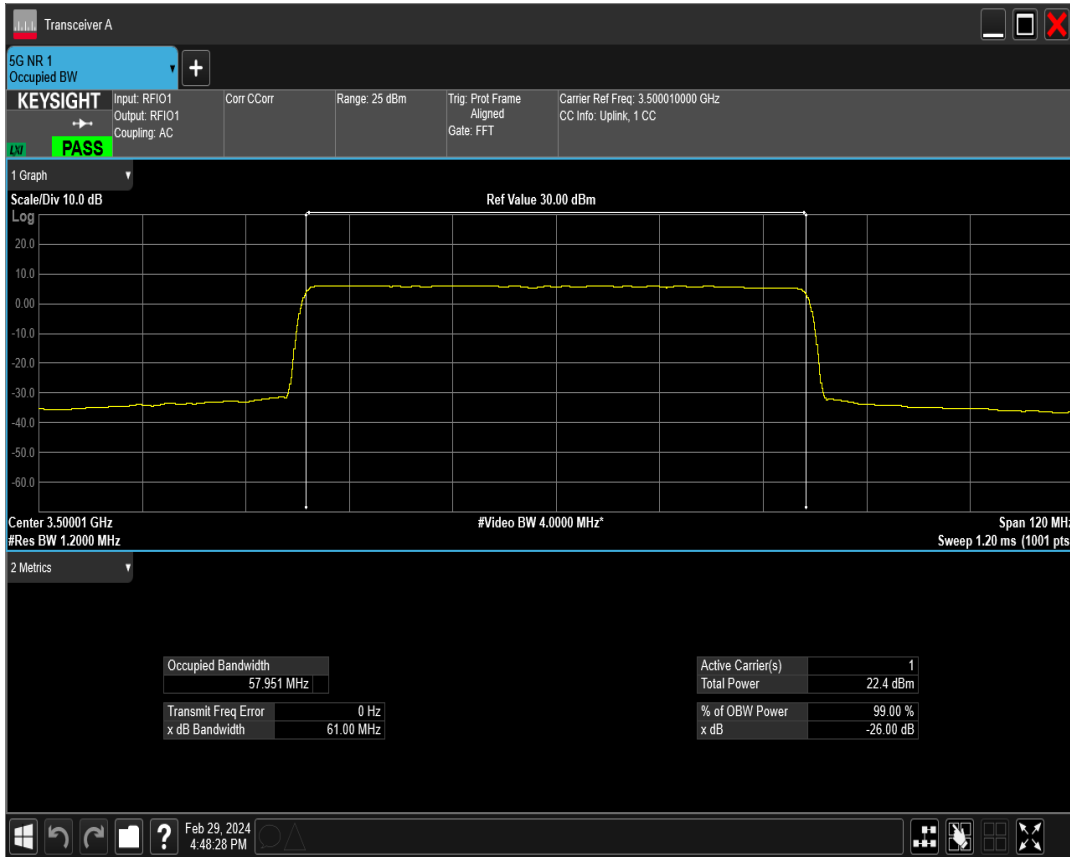 Transceiver A
5G NR 1
Occupied BW
KEYSIGHT
LXI
PASS
Input: RFIO1
Output: RFIO1
Coupling: AC
Corr CCorr
Range: 25 dBm
Trig: Prot Frame
Aligned
Gate: FFT
Carrier Ref Freq: 3.500010000 GHz
CC Info: Uplink, 1 CC
1 Graph
Scale/Div 10.0 dB
Ref Value 30.00 dBm
Log
20.0
10.0
0.00
-10.0
-20.0
-30.0
-40.0
-50.0
-60.0
Center 3.50001 GHz
#Video BW 4.0000 MHz*
Span 120 MHz
#Res BW 1.2000 MHz
Sweep 1.20 ms (1001 pts
2 Metrics
Occupied Bandwidth
57.951 MHz
Transmit Freq Error 0 Hz
x dB Bandwidth 61.00 MHz
Active Carrier(s) 1
Total Power 22.4 dBm
% of OBW Power 99.00 %
x dB -26.00 dB
?
Feb 29, 2024
4:48:28 PM